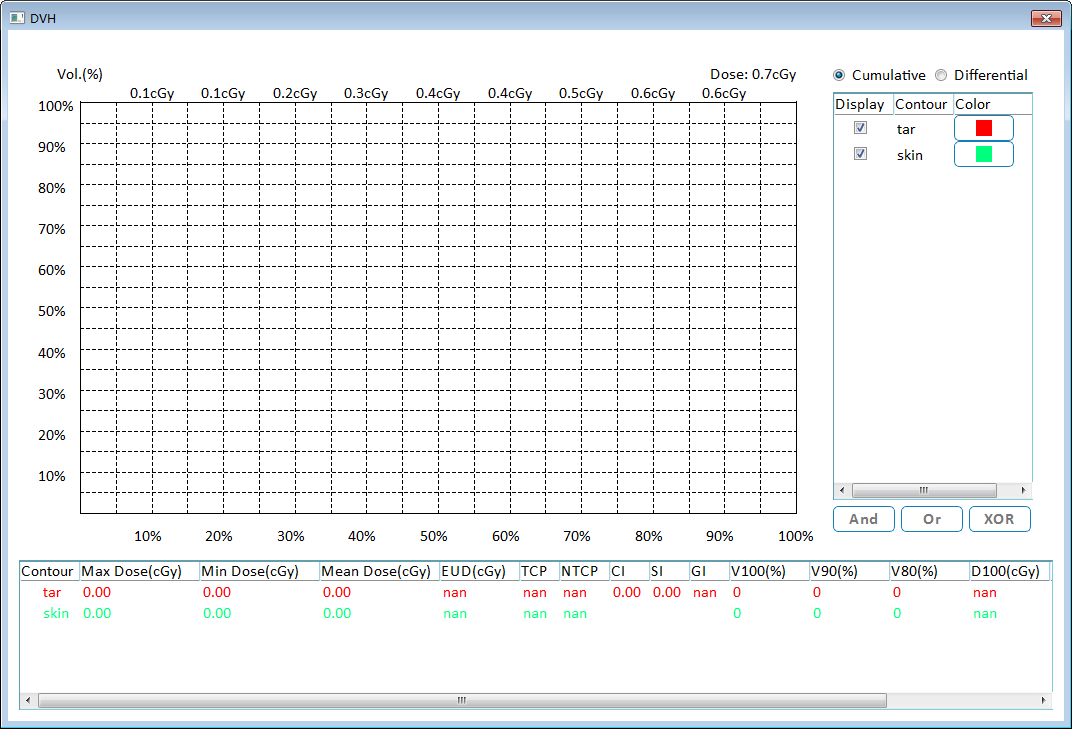 DVH
Vol.(%)
Dose: 0.7cGy
0.1cGy 0.1cGy 0.2cGy 0.3cGy 0.4cGy 0.4cGy 0.5cGy 0.6cGy 0.6cGy
100%
90%
80%
70%
60%
50%
40%
30%
20%
10%
10% 20% 30% 40% 50% 60% 70% 80% 90% 100%
Cumulative Differential
Display Contour Color
tar
skin
And Or XOR
Contour Max Dose(cGy) Min Dose(cGy) Mean Dose(cGy) EUD(cGy) TCP NTCP CI SI GI V100(%) V90(%) V80(%) D100(cGy)
tar 0.00 0.00 0.00 nan nan nan 0.00 0.00 nan 0 0 0 nan
skin 0.00 0.00 0.00 nan nan nan 0 0 0 nan